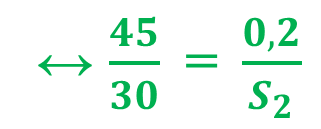 ↔ 45/30 = 0,2/S₂